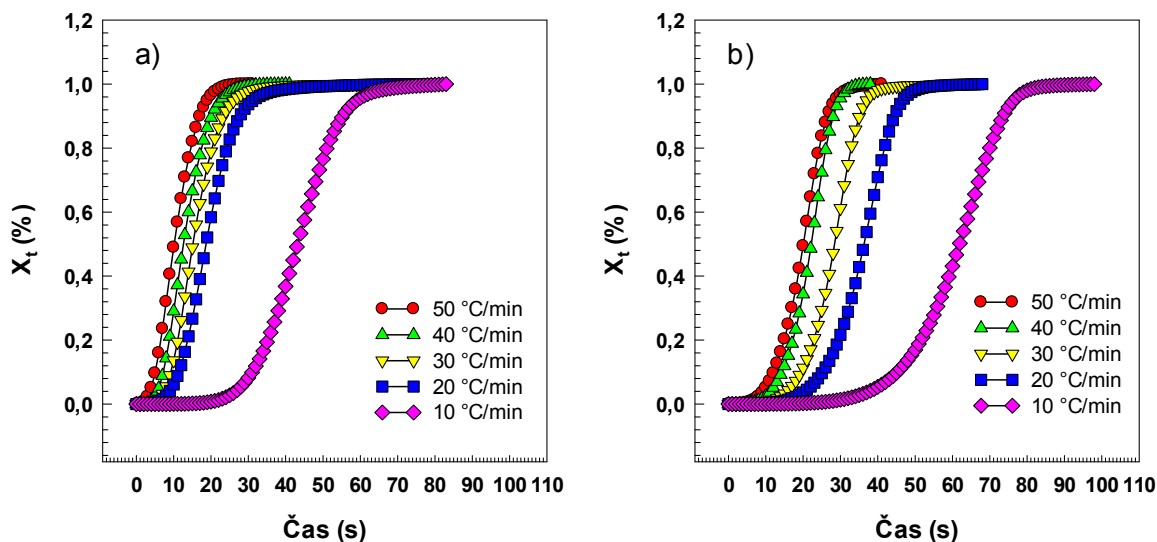 a)
1,2
1,0
0,8
0,6
0,4
0,2
0,0
X_t (%)
50 °C/min
40 °C/min
30 °C/min
20 °C/min
10 °C/min
0 10 20 30 40 50 60 70 80 90 100 110
Čas (s)
b)
1,2
1,0
0,8
0,6
0,4
0,2
0,0
X_t (%)
50 °C/min
40 °C/min
30 °C/min
20 °C/min
10 °C/min
0 10 20 30 40 50 60 70 80 90 100 110
Čas (s)